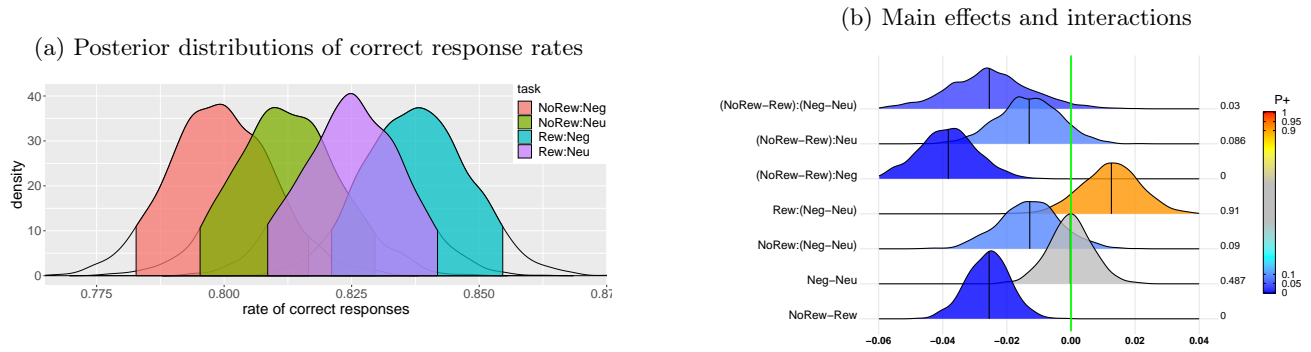 (a) Posterior distributions of correct response rates
task
NoRew:Neg
NoRew:Neu
Rew:Neg
Rew:Neu
density
40
30
20
10
0
0.775
0.800
0.825
0.850
rate of correct responses
(b) Main effects and interactions
(NoRew−Rew):(Neg−Neu) 0.03
(NoRew−Rew):Neu 0.086
(NoRew−Rew):Neg 0
Rew:(Neg−Neu) 0.91
NoRew:(Neg−Neu) 0.09
Neg−Neu 0.487
NoRew−Rew 0
−0.06 −0.04 −0.02 0.00 0.02 0.04
P+
1
0.95
0.9
0.1
0.05
0